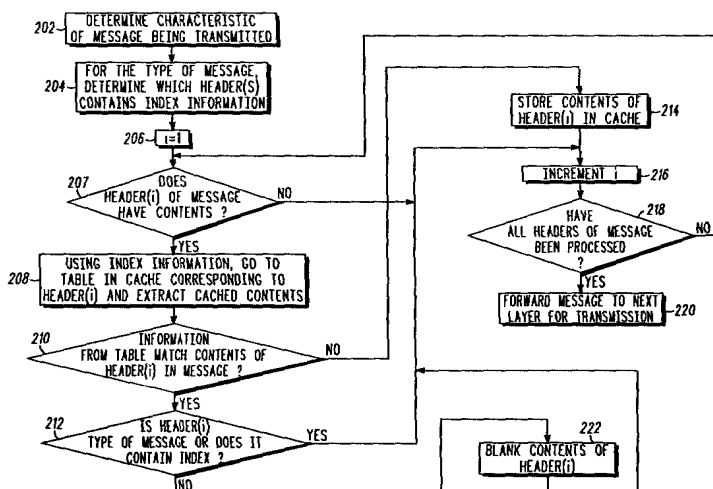 202
DETERMINE CHARACTERISTIC
OF MESSAGE BEING TRANSMITTED
204
FOR THE TYPE OF MESSAGE,
DETERMINE WHICH HEADER(S)
CONTAINS INDEX INFORMATION
206
i=1
207
DOES
HEADER(i) OF MESSAGE
HAVE CONTENTS ?
NO
YES
208
USING INDEX INFORMATION, GO TO
TABLE IN CACHE CORRESPONDING TO
HEADER(i) AND EXTRACT CACHED CONTENTS
210
INFORMATION
FROM TABLE MATCH CONTENTS OF
HEADER(i) IN MESSAGE ?
NO
YES
212
IS HEADER(i)
TYPE OF MESSAGE OR DOES IT
CONTAIN INDEX ?
YES
NO
STORE CONTENTS OF
HEADER(i) IN CACHE
214
INCREMENT i
216
HAVE
ALL HEADERS OF MESSAGE
BEEN PROCESSED
?
218
NO
YES
FORWARD MESSAGE TO NEXT
LAYER FOR TRANSMISSION
220
222
BLANK CONTENTS OF
HEADER(i)